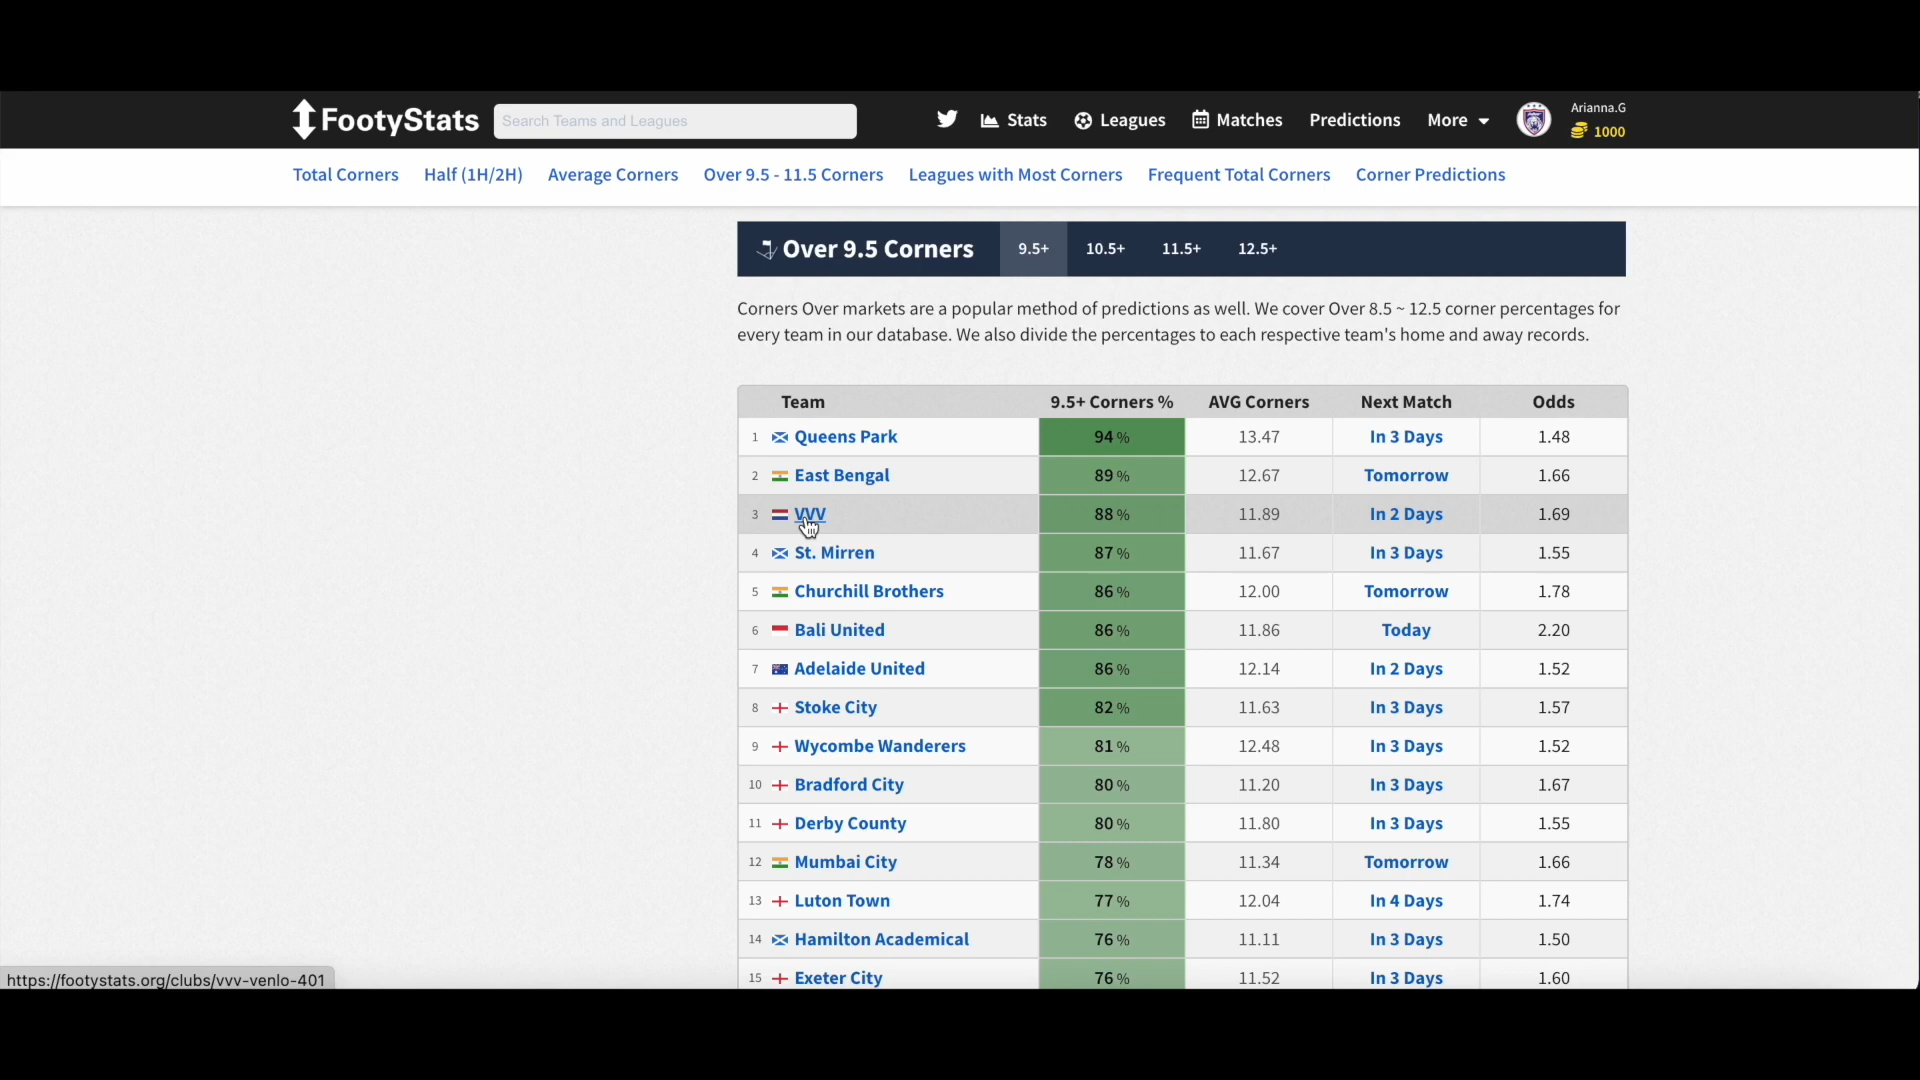 FootyStats Search Teams and Leagues Stats Leagues Matches Predictions More Arianna.G
1000
Total Corners Half (1H/2H) Average Corners Over 9.5 - 11.5 Corners Leagues with Most Corners Frequent Total Corners Corner Predictions
Over 9.5 Corners 9.5+ 10.5+ 11.5+ 12.5+
Corners Over markets are a popular method of predictions as well. We cover Over 8.5 ~ 12.5 corner percentages for
every team in our database. We also divide the percentages to each respective team's home and away records.
Team 9.5+ Corners % AVG Corners Next Match Odds
1 Queens Park 94 % 13.47 In 3 Days 1.48
2 East Bengal 89 % 12.67 Tomorrow 1.66
3 VVV 88 % 11.89 In 2 Days 1.69
4 St. Mirren 87 % 11.67 In 3 Days 1.55
5 Churchill Brothers 86 % 12.00 Tomorrow 1.78
6 Bali United 86 % 11.86 Today 2.20
7 Adelaide United 86 % 12.14 In 2 Days 1.52
8 Stoke City 82 % 11.63 In 3 Days 1.57
9 Wycombe Wanderers 81 % 12.48 In 3 Days 1.52
10 Bradford City 80 % 11.20 In 3 Days 1.67
11 Derby County 80 % 11.80 In 3 Days 1.55
12 Mumbai City 78 % 11.34 Tomorrow 1.66
13 Luton Town 77 % 12.04 In 4 Days 1.74
14 Hamilton Academical 76 % 11.11 In 3 Days 1.50
15 Exeter City 76 % 11.52 In 3 Days 1.60
https://footystats.org/clubs/vvv-venlo-401